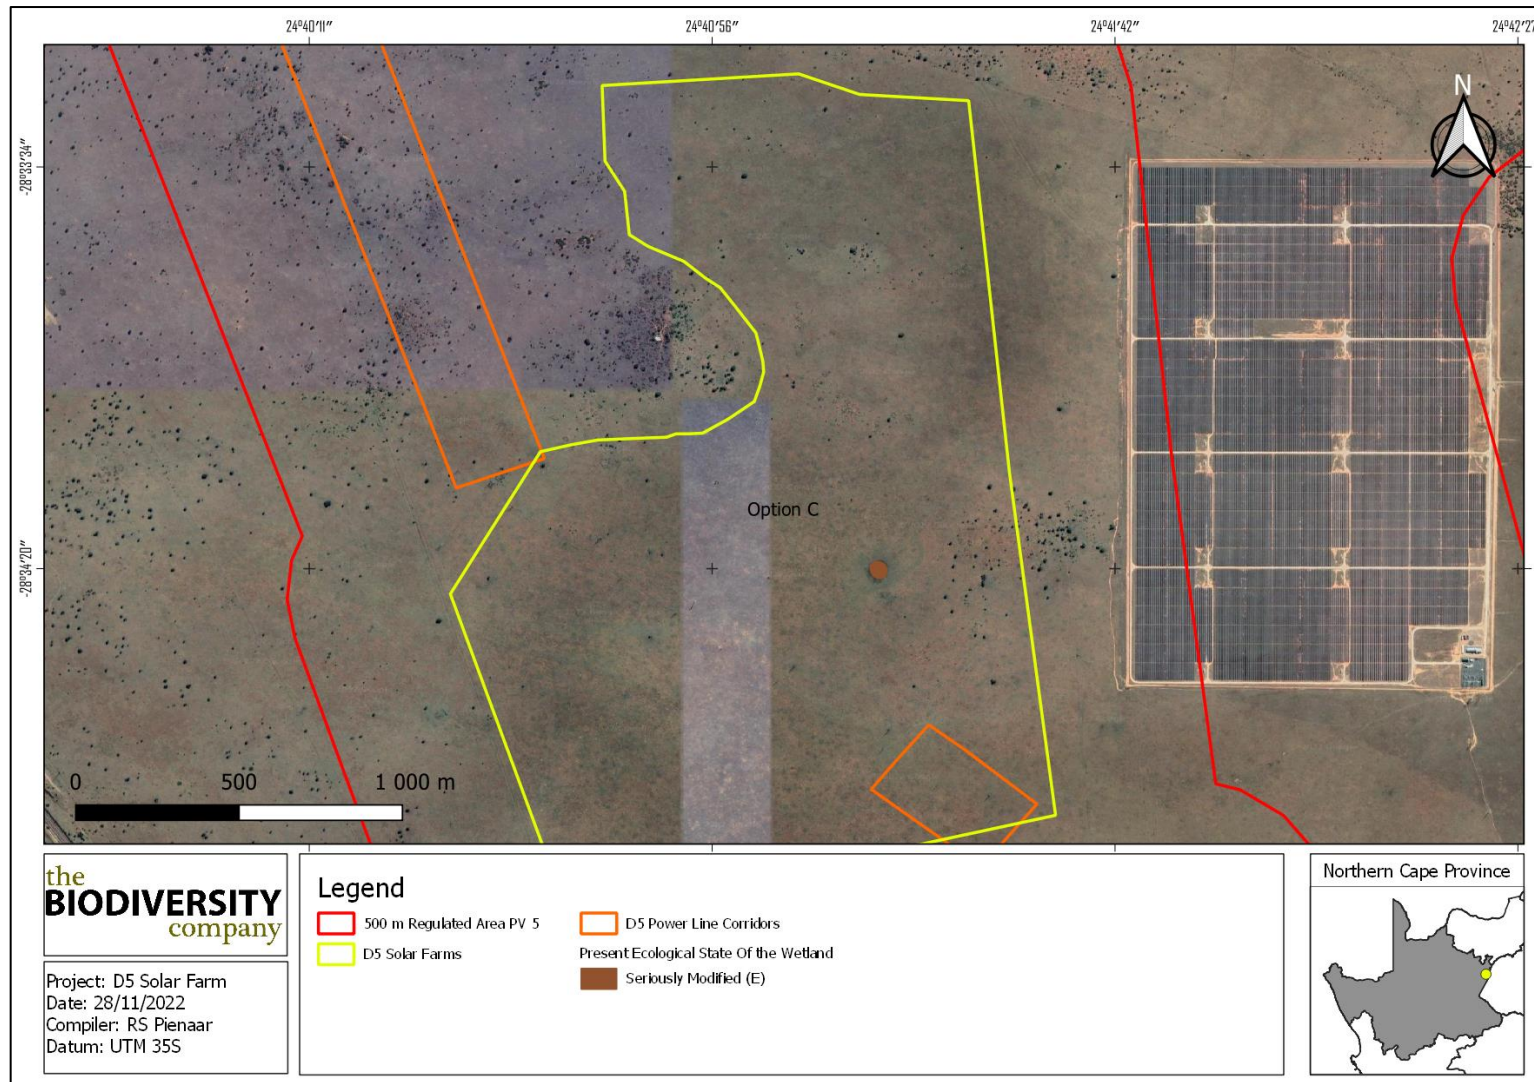 24°40'11"
24°40'56"
24°41'42"
24°42'27
N
-28°33'34"
-28°34'20"
Option C
0 500 1 000 m
the
BIODIVERSITY
company
Project: D5 Solar Farm
Date: 28/11/2022
Compiler: RS Pienaar
Datum: UTM 35S
Legend
500 m Regulated Area PV 5
D5 Solar Farms
D5 Power Line Corridors
Present Ecological State Of the Wetland
Seriously Modified (E)
Northern Cape Province